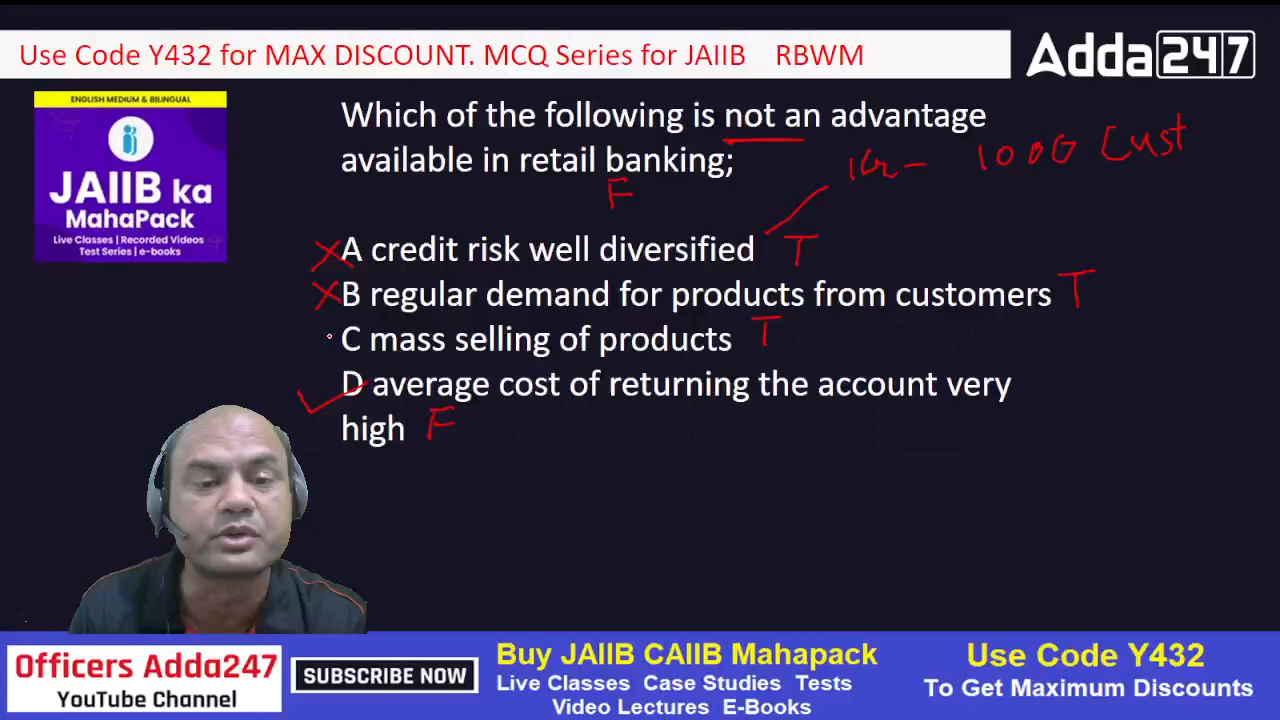 Use Code Y432 for MAX DISCOUNT. MCQ Series for JAIIB RBWM
Adda247
ENGLISH MEDIUM & BILINGUAL
JAIIB ka
MahaPack
Live Classes | Recorded Videos
Test Series | e-books
Which of the following is not an advantage
available in retail banking;
F
1Cr - 1000 Cust
A credit risk well diversified T
B regular demand for products from customers T
C mass selling of products T
D average cost of returning the account very
high F
Officers Adda247
YouTube Channel
SUBSCRIBE NOW
Buy JAIIB CAIIB Mahapack
Live Classes Case Studies Tests
Video Lectures E-Books
Use Code Y432
To Get Maximum Discounts